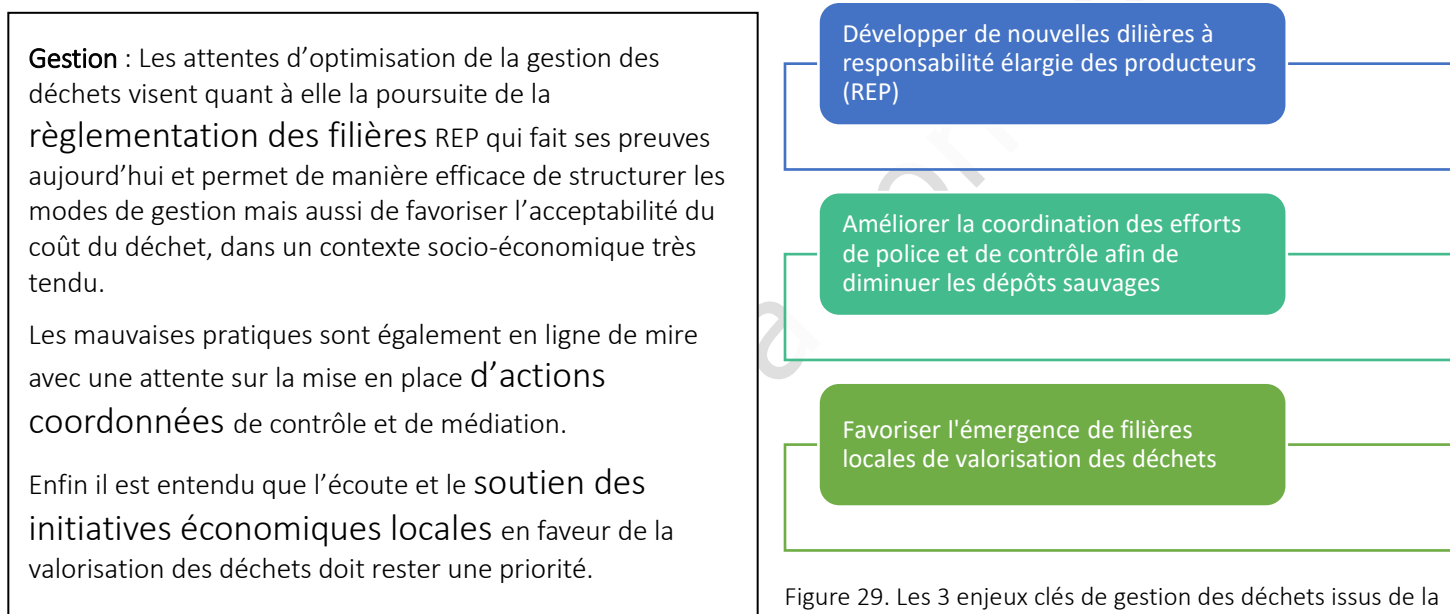 Gestion : Les attentes d’optimisation de la gestion des
déchets visent quant à elle la poursuite de la
règlementation des filières REP qui fait ses preuves
aujourd’hui et permet de manière efficace de structurer les
modes de gestion mais aussi de favoriser l’acceptabilité du
coût du déchet, dans un contexte socio-économique très
tendu.
Les mauvaises pratiques sont également en ligne de mire
avec une attente sur la mise en place d’actions
coordonnées de contrôle et de médiation.
Enfin il est entendu que l’écoute et le soutien des
initiatives économiques locales en faveur de la
valorisation des déchets doit rester une priorité.
Développer de nouvelles dilières à
responsabilité élargie des producteurs
(REP)
Améliorer la coordination des efforts
de police et de contrôle afin de
diminuer les dépôts sauvages
Favoriser l'émergence de filières
locales de valorisation des déchets
Figure 29. Les 3 enjeux clés de gestion des déchets issus de la